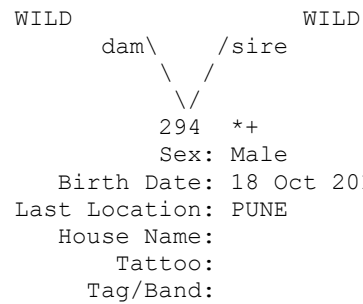 WILD WILD
dam\ /sire
\ /
\/
294 *+
Sex: Male
Birth Date: 18 Oct 20
Last Location: PUNE
House Name:
Tattoo:
Tag/Band: